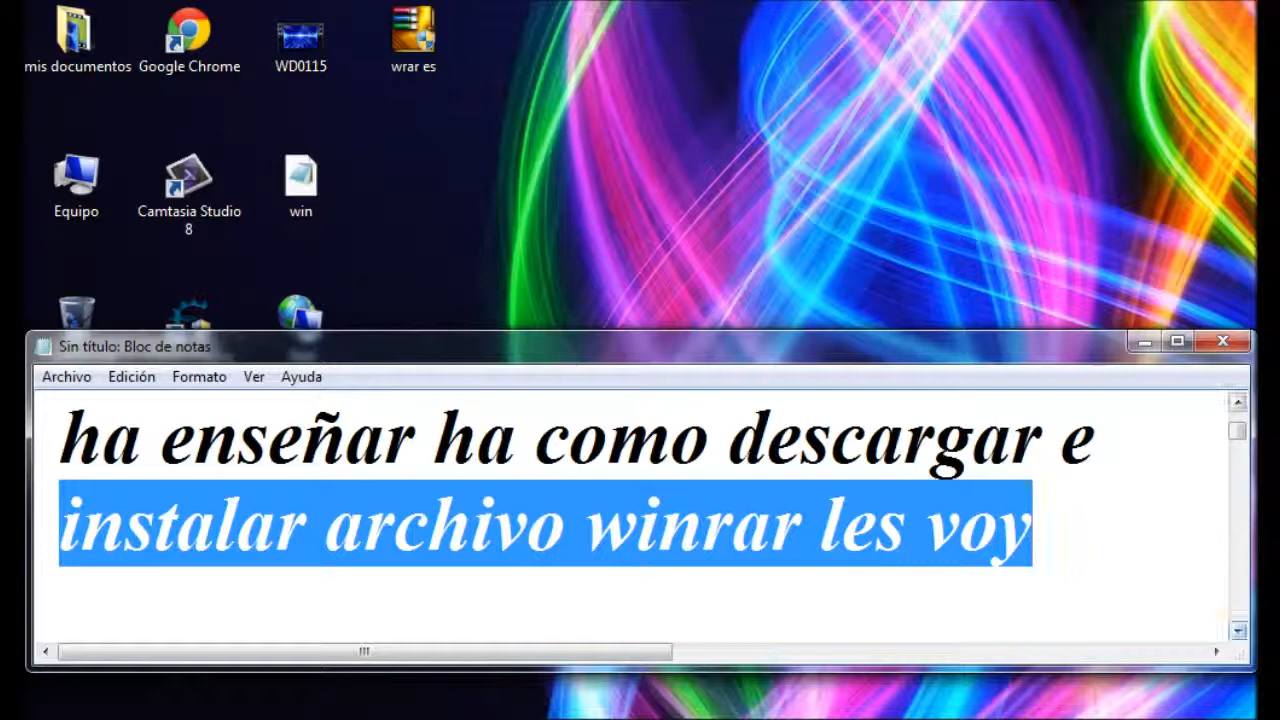 mis documentos
Google Chrome
WD0115
wrar es
Equipo
Camtasia Studio
8
win
Sin título: Bloc de notas
Archivo Edición Formato Ver Ayuda
ha enseñar ha como descargar e
instalar archivo winrar les voy